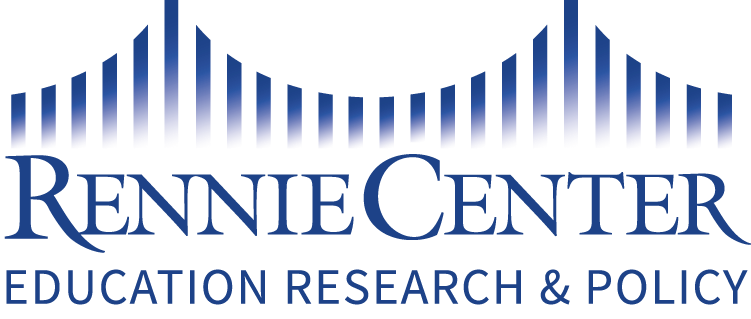 RENNIE CENTER
EDUCATION RESEARCH & POLICY